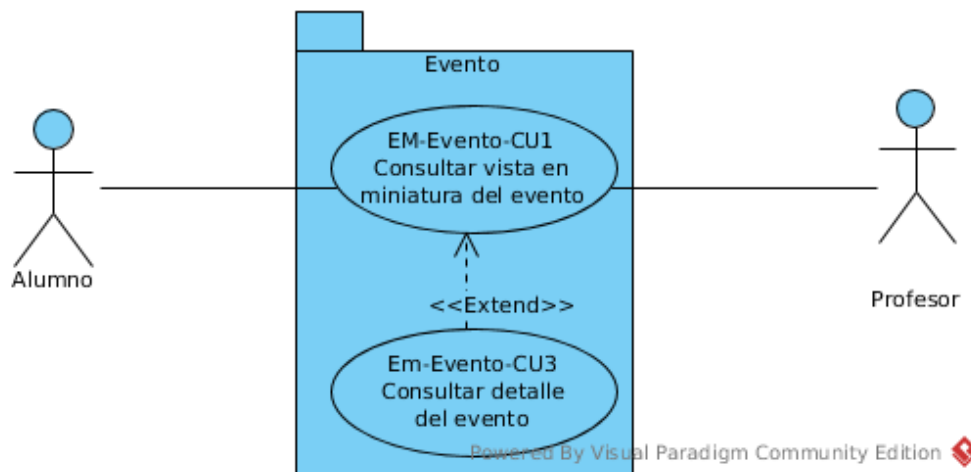 Evento
EM-Evento-CU1
Consultar vista en
miniatura del evento
Alumno
Profesor
<<Extend>>
Em-Evento-CU3
Consultar detalle
del evento
Powered By Visual Paradigm Community Edition